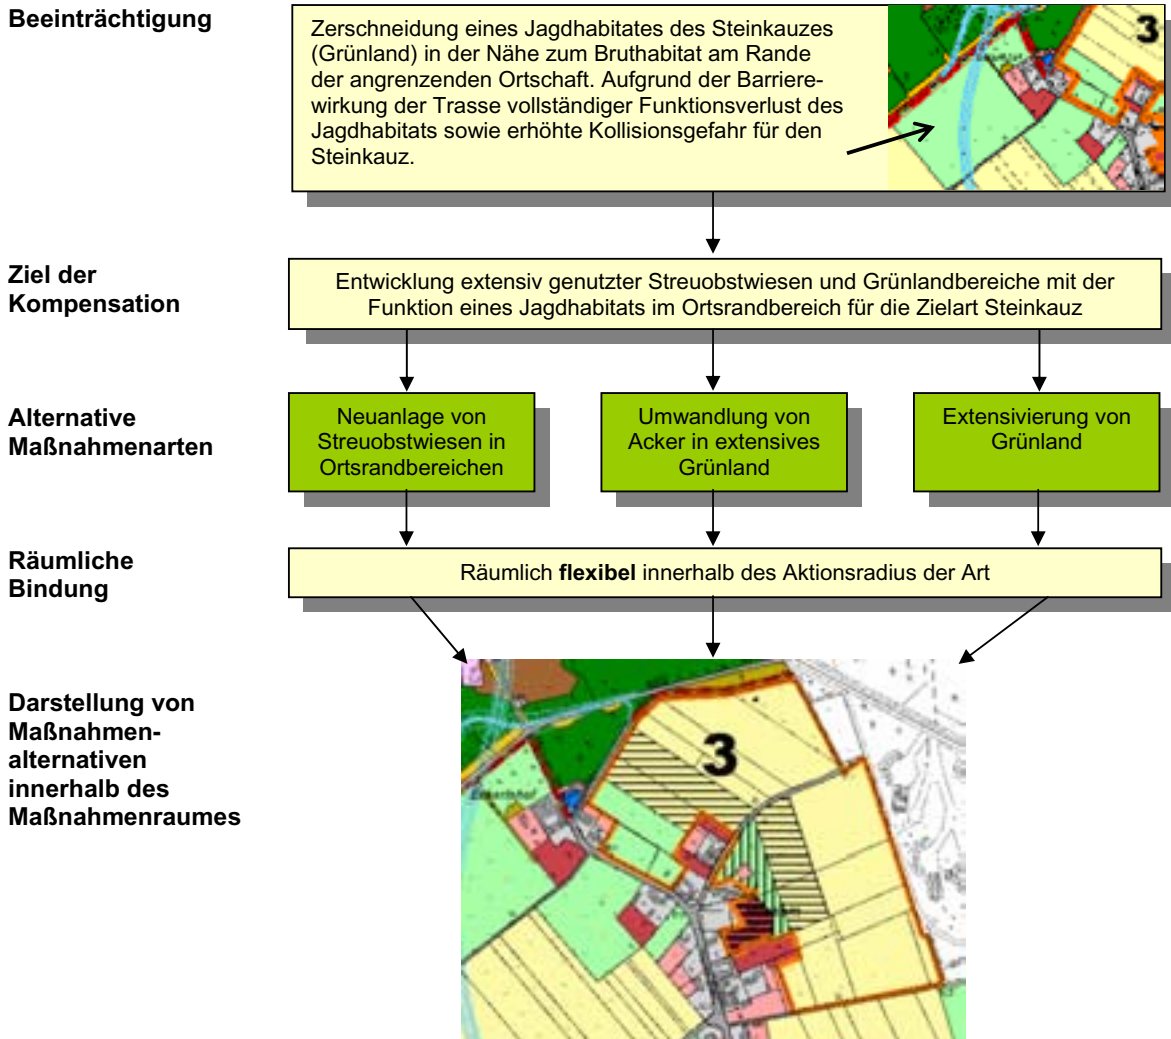 Beeinträchtigung
Zerschneidung eines Jagdhabitates des Steinkauzes
(Grünland) in der Nähe zum Bruthabitat am Rande
der angrenzenden Ortschaft. Aufgrund der Barriere-
wirkung der Trasse vollständiger Funktionsverlust des
Jagdhabitats sowie erhöhte Kollisionsgefahr für den
Steinkauz.
3
Ziel der
Kompensation
Entwicklung extensiv genutzter Streuobstwiesen und Grünlandbereiche mit der
Funktion eines Jagdhabitats im Ortsrandbereich für die Zielart Steinkauz
Alternative
Maßnahmenarten
Neuanlage von
Streuobstwiesen in
Ortsrandbereichen
Umwandlung von
Acker in extensives
Grünland
Extensivierung von
Grünland
Räumliche
Bindung
Räumlich flexibel innerhalb des Aktionsradius der Art
Darstellung von
Maßnahmen-
alternativen
innerhalb des
Maßnahmenraumes
3